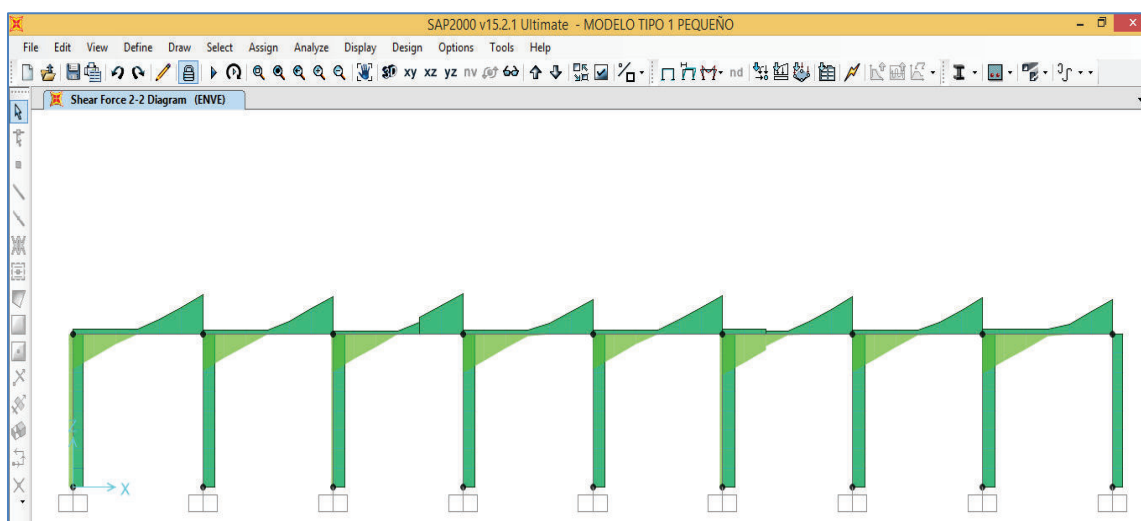 SAP2000 v15.2.1 Ultimate - MODELO TIPO 1 PEQUEÑO
File Edit View Define Draw Select Assign Analyze Display Design Options Tools Help
3D xy xz yz nv nd
Shear Force 2-2 Diagram (ENVE)
X